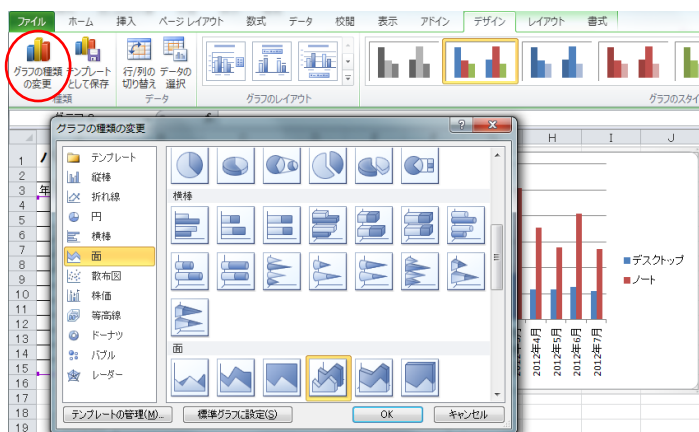 ファイル ホーム 挿入 ページ レイアウト 数式 データ 校閲 表示 アドイン デザイン レイアウト 書式
グラフの種類の変更 テンプレートとして保存 行/列の切り替え データの選択
種類 データ グラフのレイアウト グラフのスタイ
グラフの種類の変更
H I J
テンプレート
縦棒
折れ線
円
横棒
面
散布図
株価
等高線
ドーナツ
バブル
レーダー
横棒
面
テンプレートの管理(M)... 標準グラフに設定(S) OK キャンセル
1
2
3 年
4
5
6
7
8
9
10
11
12
13
14
15
16
17
18
19
デスクトップ
ノート
2012年4月
2012年5月
2012年6月
2012年7月